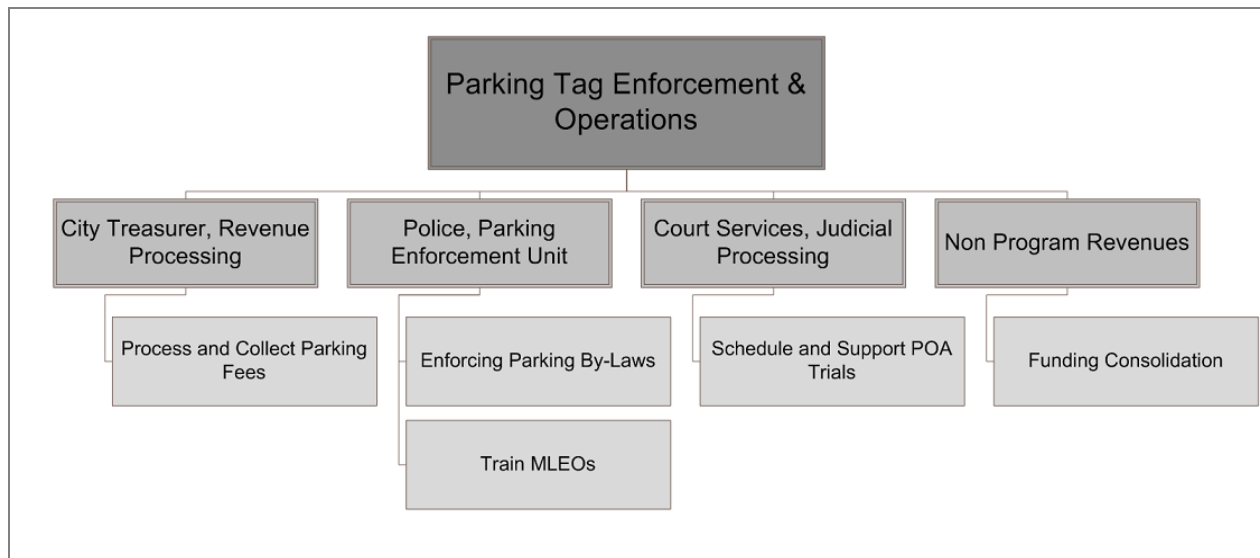 Parking Tag Enforcement &
Operations
City Treasurer, Revenue
Processing
Police, Parking
Enforcement Unit
Court Services, Judicial
Processing
Non Program Revenues
Process and Collect Parking
Fees
Enforcing Parking By-Laws
Schedule and Support POA
Trials
Funding Consolidation
Train MLEOs